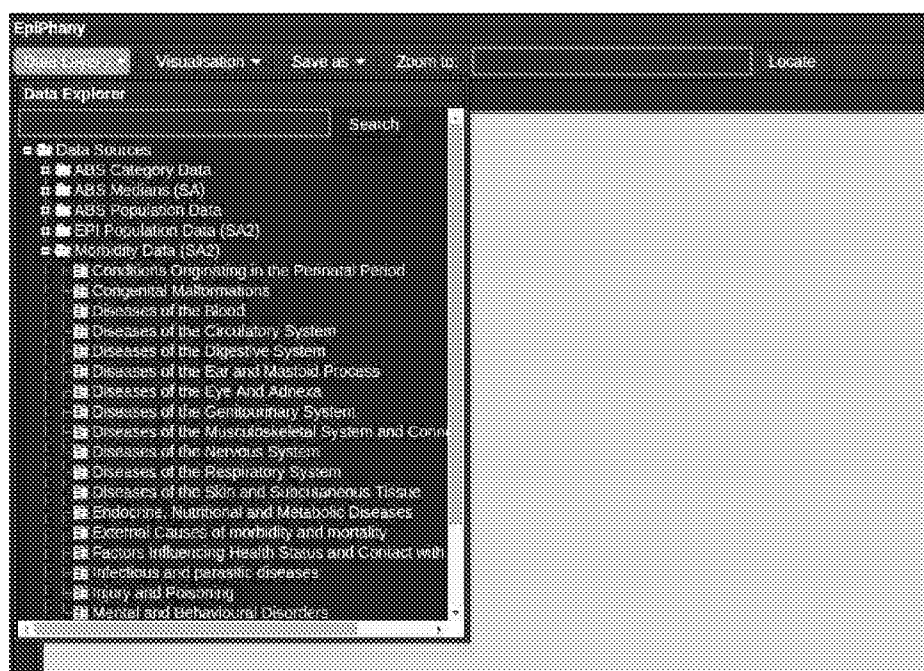 EpiPhany
Data Layers Visualisation Save as Zoom to Locate
Data Explorer
Search
Data Sources
ABS Category Data
ABS Medians (SA)
ABS Population Data
EPI Population Data (SA2)
Morbidity Data (SA2)
Conditions Originating in the Perinatal Period
Congenital Malformations
Diseases of the Blood
Diseases of the Circulatory System
Diseases of the Digestive System
Diseases of the Ear and Mastoid Process
Diseases of the Eye And Adnexa
Diseases of the Genitourinary System
Diseases of the Musculoskeletal System and Conn
Diseases of the Nervous System
Diseases of the Respiratory System
Diseases of the Skin and Subcutaneous Tissue
Endocrine, Nutritional and Metabolic Diseases
External Causes of morbidity and mortality
Factors Influencing Health Status and Contact with
Infectious and parasitic diseases
Injury and Poisoning
Mental and Behavioural Disorders